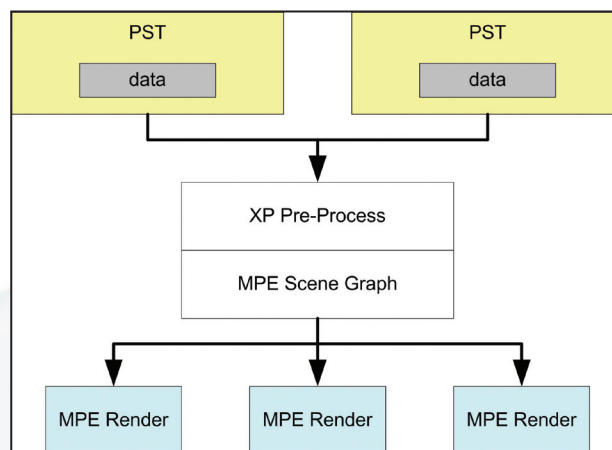 PST
PST
data
data
XP Pre-Process
MPE Scene Graph
MPE Render
MPE Render
MPE Render